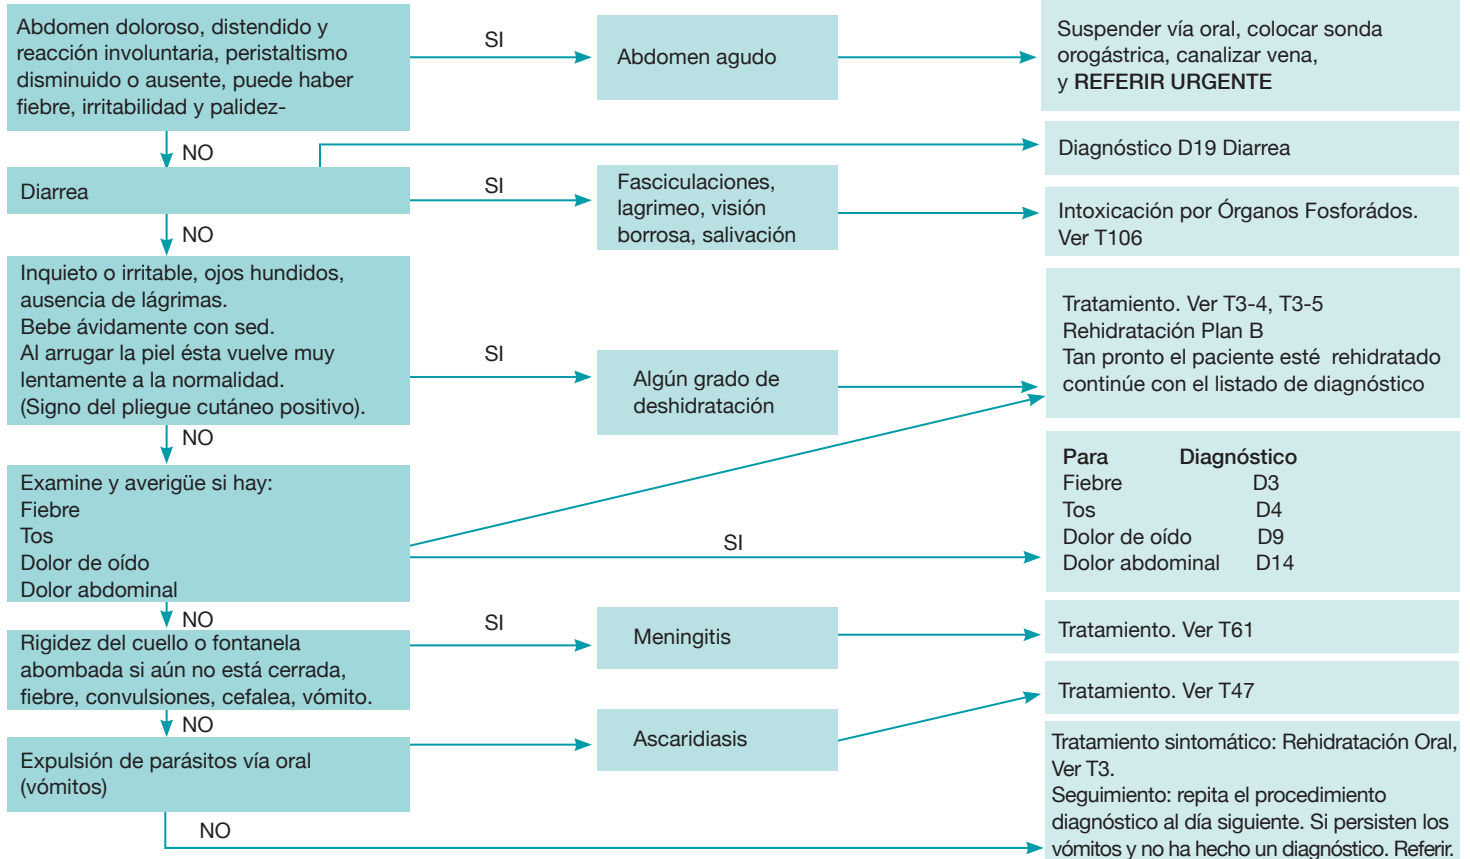 Abdomen doloroso, distendido y
reacción involuntaria, peristaltismo
disminuido o ausente, puede haber
fiebre, irritabilidad y palidez-
SI
Abdomen agudo
Suspender vía oral, colocar sonda
orogástrica, canalizar vena,
y REFERIR URGENTE
NO
Diagnóstico D19 Diarrea
Diarrea
SI
Fasciculaciones,
lagrimeo, visión
borrosa, salivación
Intoxicación por Órganos Fosforádos.
Ver T106
NO
Inquieto o irritable, ojos hundidos,
ausencia de lágrimas.
Bebe ávidamente con sed.
Al arrugar la piel ésta vuelve muy
lentamente a la normalidad.
(Signo del pliegue cutáneo positivo).
SI
Algún grado de
deshidratación
Tratamiento. Ver T3-4, T3-5
Rehidratación Plan B
Tan pronto el paciente esté rehidratado
continúe con el listado de diagnóstico
NO
Examine y averigüe si hay:
Fiebre
Tos
Dolor de oído
Dolor abdominal
SI
Para Diagnóstico
Fiebre D3
Tos D4
Dolor de oído D9
Dolor abdominal D14
NO
Rigidez del cuello o fontanela
abombada si aún no está cerrada,
fiebre, convulsiones, cefalea, vómito.
SI
Meningitis
Tratamiento. Ver T61
NO
Expulsión de parásitos vía oral
(vómitos)
Ascaridiasis
Tratamiento. Ver T47
NO
Tratamiento sintomático: Rehidratación Oral,
Ver T3.
Seguimiento: repita el procedimiento
diagnóstico al día siguiente. Si persisten los
vómitos y no ha hecho un diagnóstico. Referir.